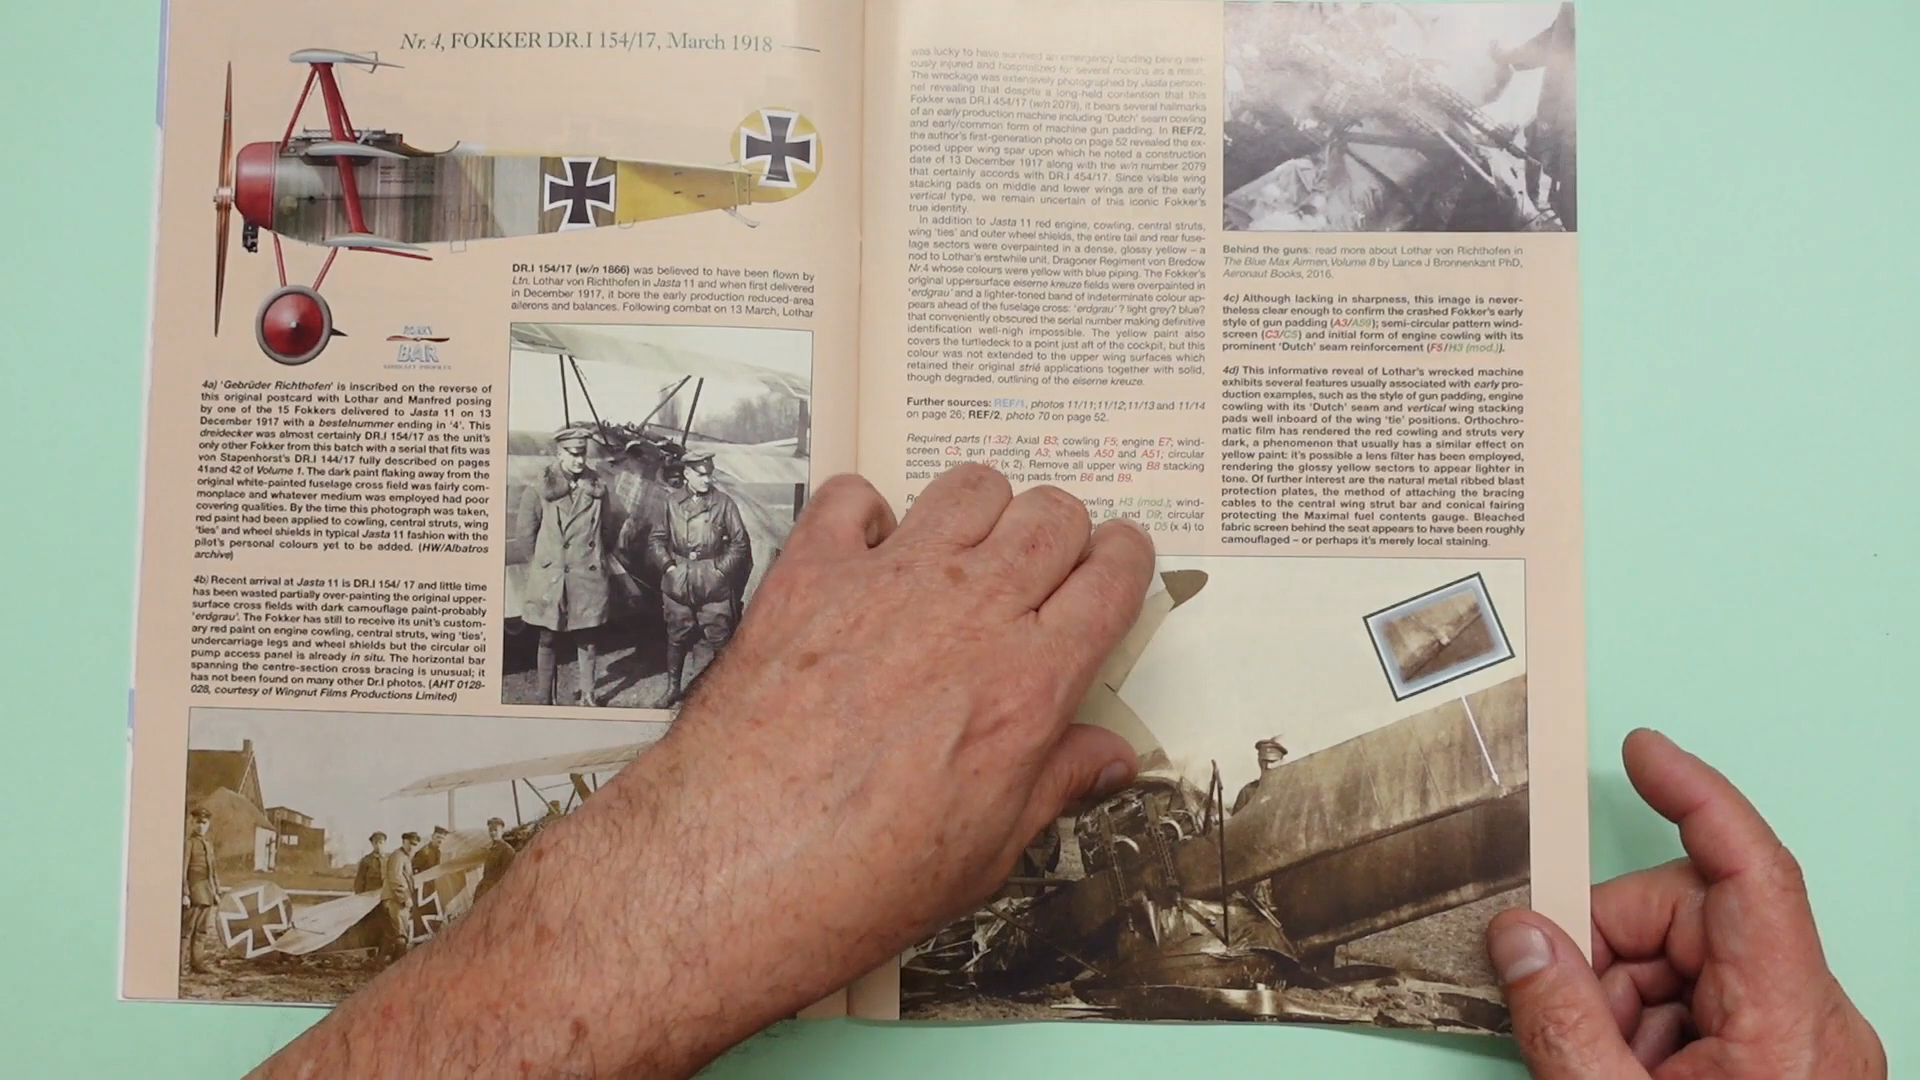 Nr. 4, FOKKER DR.I 154/17, March 1918
DR.I 154/17 (w/n 1866) was believed to have been flown by
Ltn. Lothar von Richthofen in Jasta 11 and when first delivered
in December 1917, it bore the early production reduced-area
ailerons and balances. Following combat on 13 March, Lothar
BAR
4a) 'Gebrüder Richthofen' is inscribed on the reverse of
this original postcard with Lothar and Manfred posing
by one of the 15 Fokkers delivered to Jasta 11 on 13
December 1917 with a bestelnummer ending in '4'. This
dreidecker was almost certainly DR.I 154/17 as the unit's
only other Fokker from this batch with a serial that fits was
von Stapenhorst's DR.I 144/17 fully described on pages
41and 42 of Volume 1. The dark paint flaking away from the
original white-painted fuselage cross field was fairly com-
monplace and whatever medium was employed had poor
covering qualities. By the time this photograph was taken,
red paint had been applied to cowling, central struts, wing
'ties' and wheel shields in typical Jasta 11 fashion with the
pilot's personal colours yet to be added. (HW/Albatros
archive)
4b) Recent arrival at Jasta 11 is DR.I 154/ 17 and little time
has been wasted partially over-painting the original upper-
surface cross fields with dark camouflage paint-probably
'erdgrau'. The Fokker has still to receive its unit's custom-
ary red paint on engine cowling, central struts, wing 'ties',
undercarriage legs and wheel shields but the circular oil
pump access panel is already in situ. The horizontal bar
spanning the centre-section cross bracing is unusual; it
has not been found on many other Dr.I photos. (AHT 0128-
028, courtesy of Wingnut Films Productions Limited)
was lucky to have survived an emergency landing being seri-
ously injured and hospitalized for several months as a result.
The wreckage was extensively photographed by Jasta person-
nel revealing that despite a long-held contention that this
Fokker was DR.I 454/17 (w/n 2079), it bears several hallmarks
of an early production machine including 'Dutch' seam cowling
and early/common form of machine gun padding. In REF/2,
the author's first-generation photo on page 52 revealed the ex-
posed upper wing spar upon which he noted a construction
date of 13 December 1917 along with the w/n number 2079
that certainly accords with DR.I 454/17. Since visible wing
stacking pads on middle and lower wings are of the early
vertical type, we remain uncertain of this iconic Fokker's
true identity.
In addition to Jasta 11 red engine, cowling, central struts,
wing 'ties' and outer wheel shields, the entire tail and rear fuse-
lage sectors were overpainted in a dense, glossy yellow – a
nod to Lothar's erstwhile unit, Dragoner Regiment von Bredow
Nr.4 whose colours were yellow with blue piping. The Fokker's
original uppersurface eiserne kreuze fields were overpainted in
'erdgrau' and a lighter-toned band of indeterminate colour ap-
pears ahead of the fuselage cross: 'erdgrau' ? light grey? blue?
that conveniently obscured the serial number making definitive
identification well-nigh impossible. The yellow paint also
covers the turtledeck to a point just aft of the cockpit, but this
colour was not extended to the upper wing surfaces which
retained their original strié applications together with solid,
though degraded, outlining of the eiserne kreuze.
Further sources: REF/1, photos 11/11;11/12;11/13 and 11/14
on page 26; REF/2, photo 70 on page 52.
Required parts (1:32): Axial B3; cowling F5; engine E7; wind-
screen C3; gun padding A3; wheels A50 and A51; circular
access (x 2). Remove all upper wing B8 stacking
pads king pads from B6 and B9.
owling H3 (mod.); wind-
D8 and D9; circular
D5 (x 4) to
Behind the guns: read more about Lothar von Richthofen in
The Blue Max Airmen, Volume 8 by Lance J Bronnenkant PhD,
Aeronaut Books, 2016.
4c) Although lacking in sharpness, this image is never-
theless clear enough to confirm the crashed Fokker's early
style of gun padding (A3/A59); semi-circular pattern wind-
screen (C3/C5) and initial form of engine cowling with its
prominent 'Dutch' seam reinforcement (F5/H3 (mod.)).
4d) This informative reveal of Lothar's wrecked machine
exhibits several features usually associated with early pro-
duction examples, such as the style of gun padding, engine
cowling with its 'Dutch' seam and vertical wing stacking
pads well inboard of the wing 'tie' positions. Orthochro-
matic film has rendered the red cowling and struts very
dark, a phenomenon that usually has a similar effect on
yellow paint: it's possible a lens filter has been employed,
rendering the glossy yellow sectors to appear lighter in
tone. Of further interest are the natural metal ribbed blast
protection plates, the method of attaching the bracing
cables to the central wing strut bar and conical fairing
protecting the Maximal fuel contents gauge. Bleached
fabric screen behind the seat appears to have been roughly
camouflaged – or perhaps it's merely local staining.